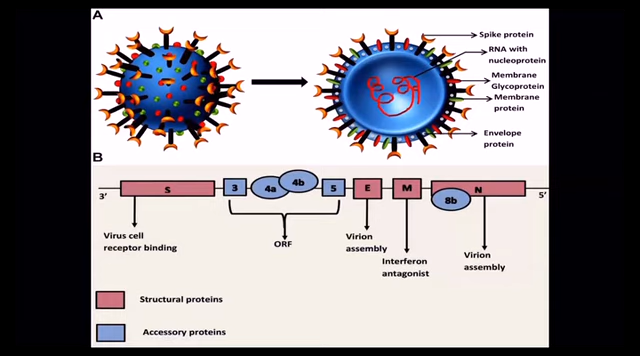 A
Spike protein
RNA with
nucleoprotein
Membrane
Glycoprotein
Membrane
protein
Envelope
protein
B
3'
S
3
4a
4b
5
E
M
N
8b
5'
Virus cell
receptor binding
ORF
Virion
assembly
Interferon
antagonist
Virion
assembly
Structural proteins
Accessory proteins